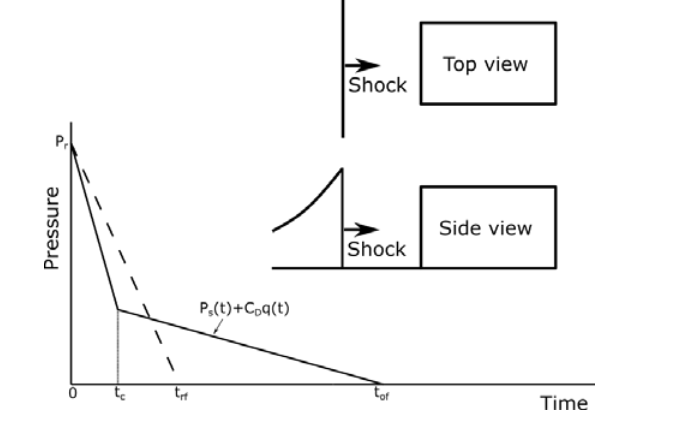 Top view
Shock
Pr
Pressure
Side view
Shock
Ps(t)+CDq(t)
0
tc
trf
tof
Time